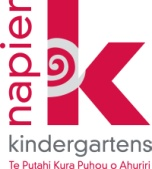 napier
k
kindergartens
Te Putahi Kura Puhou o Ahuriri